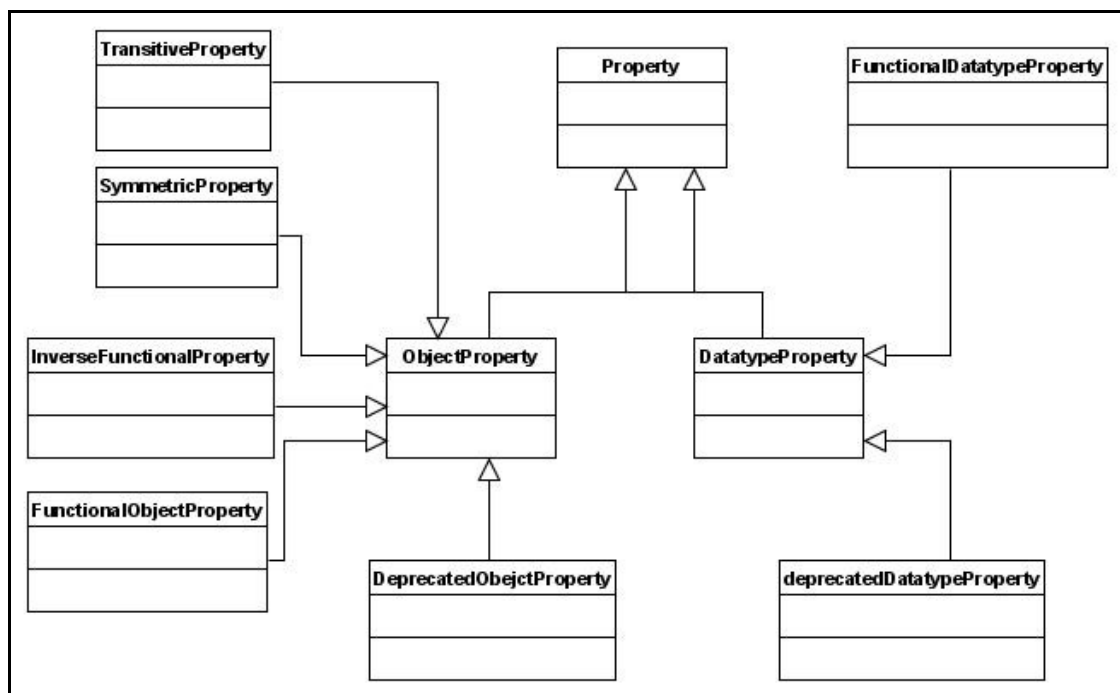 TransitiveProperty
Property
FunctionalDatatypeProperty
SymmetricProperty
InverseFunctionalProperty
ObjectProperty
DatatypeProperty
FunctionalObjectProperty
DeprecatedObejctProperty
deprecatedDatatypeProperty